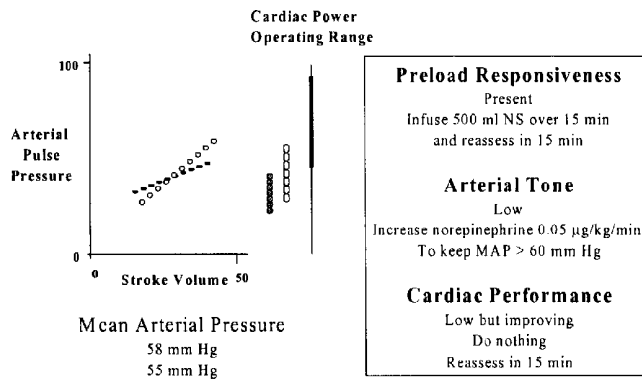 Cardiac Power
Operating Range
100
Arterial
Pulse
Pressure
0
0
Stroke Volume
50
Mean Arterial Pressure
58 mm Hg
55 mm Hg
Preload Responsiveness
Present
Infuse 500 ml NS over 15 min
and reassess in 15 min
Arterial Tone
Low
Increase norepinephrine 0.05 μg/kg/min
To keep MAP > 60 mm Hg
Cardiac Performance
Low but improving
Do nothing
Reassess in 15 min